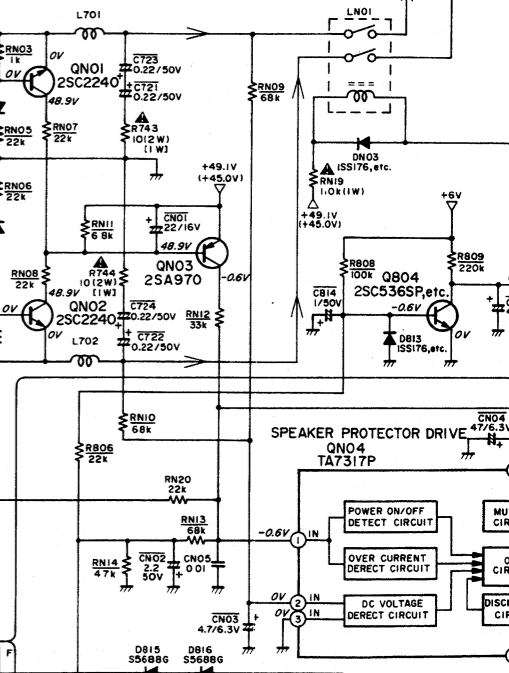 L701
LN01
RN03
1k
0V
0V
QN01
2SC2240
48.9V
C723
0.22/50V
C721
0.22/50V
RN09
68k
RN05
22k
RN07
22k
R743
10(2W)
[1W]
DN03
1SS176,etc.
RN19
1.0k(1W)
+49.1V
(+45.0V)
+49.1V
(+45.0V)
+6V
RN06
22k
RN11
6.8k
CN01
22/16V
48.9V
QN03
2SA970
-0.6V
RN08
22k
R744
10(2W)
[1W]
48.9V
QN02
2SC2240
0V
0V
C724
0.22/50V
C722
0.22/50V
RN12
33k
L702
R808
100k
R809
220k
Q804
2SC536SP,etc.
C814
1/50V
-0.6V
0V
D813
1SS176,etc.
RN10
68k
R806
22k
CN04
47/6.3V
SPEAKER PROTECTOR DRIVE
QN04
TA7317P
RN20
22k
RN13
68k
-0.6V
1
IN
POWER ON/OFF
DETECT CIRCUIT
OVER CURRENT
DERECT CIRCUIT
RN14
47k
CN02
2.2
50V
CN05
0.01
0V
2
IN
0V
3
IN
DC VOLTAGE
DERECT CIRCUIT
CN03
4.7/6.3V
F
D815
S5688G
D816
S5688G